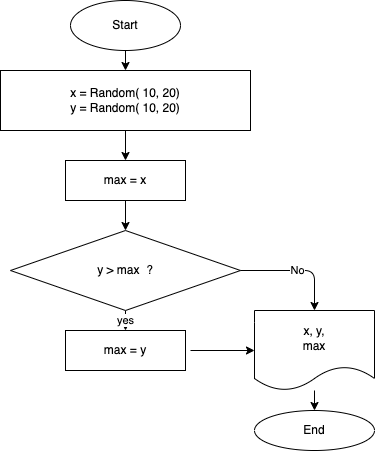 Start
x = Random( 10, 20)
y = Random( 10, 20)
max = x
y > max  ?
No
yes
max = y
x, y,
max
End